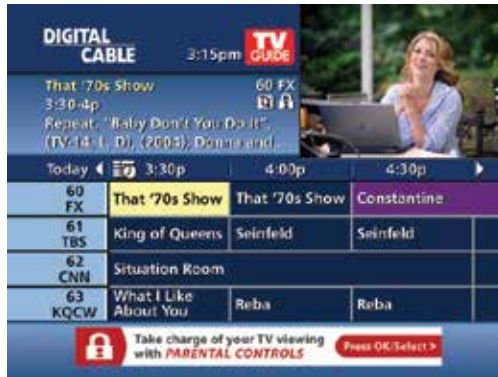 DIGITAL
CABLE
3:15pm
TV
GUIDE
That '70s Show
60 FX
3:30-4p
Repeat, "Baby Don't You
Do It",
(TV-14, L, D), (2004), Donna and
Today
3:30p
4:00p
4:30p
60
FX
That '70s Show
That '70s Show
Constantine
61
TBS
King of Queens
Seinfeld
Seinfeld
62
CNN
Situation Room
63
KQCW
What I Like
About You
Reba
Reba
Take charge of your TV viewing
with PARENTAL CONTROLS
Press OK/Select >